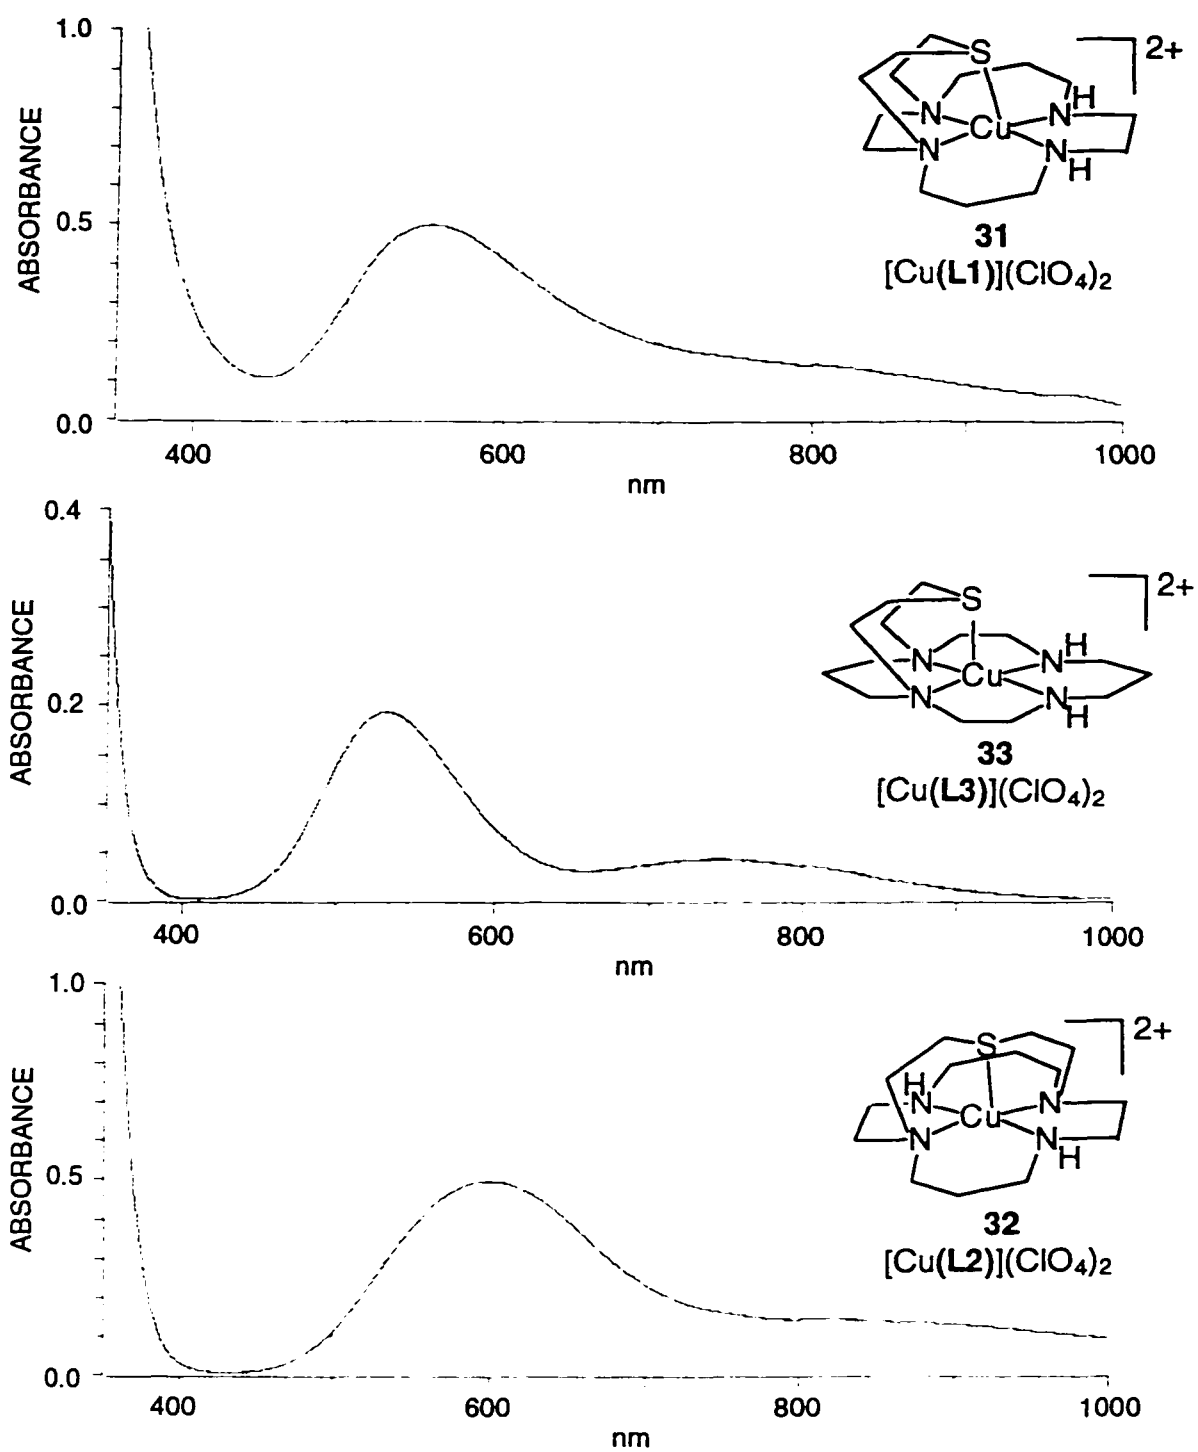 1.0
ABSORBANCE
0.5
0.0
400
600
800
1000
nm
S
2+
N
Cu
N
H
N
N
H
31
[Cu(L1)](ClO₄)₂
0.4
ABSORBANCE
0.2
0.0
400
600
800
1000
nm
S
2+
N
Cu
N
H
N
N
H
33
[Cu(L3)](ClO₄)₂
1.0
ABSORBANCE
0.5
0.0
400
600
800
1000
nm
S
2+
H
N
Cu
N
N
N
H
32
[Cu(L2)](ClO₄)₂